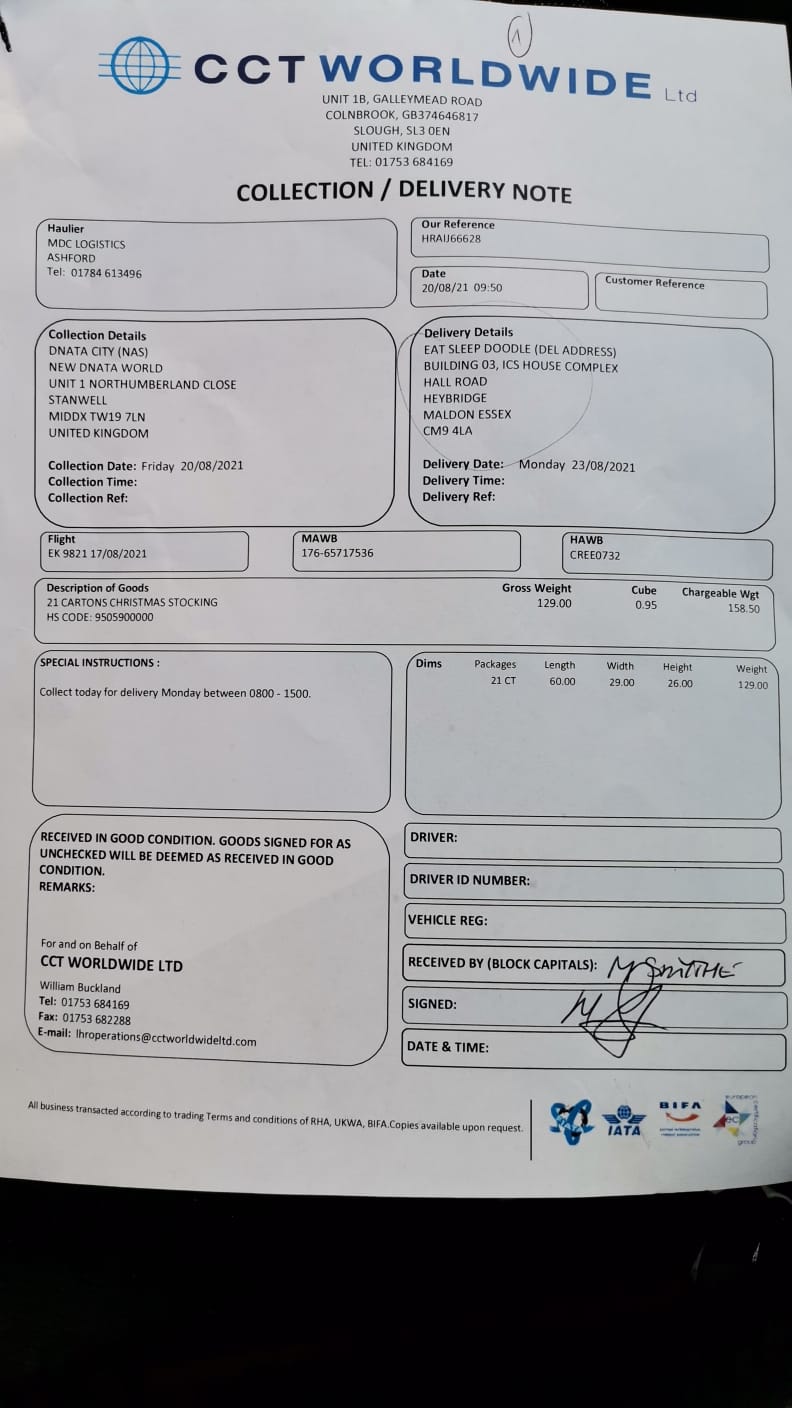 1
CCT WORLDWIDE Ltd
UNIT 1B, GALLEYMEAD ROAD
COLNBROOK, GB374646817
SLOUGH, SL3 0EN
UNITED KINGDOM
TEL: 01753 684169
COLLECTION / DELIVERY NOTE
Haulier
MDC LOGISTICS
ASHFORD
Tel: 01784 613496
Our Reference
HRAIJ66628
Date
20/08/21 09:50
Customer Reference
Collection Details
DNATA CITY (NAS)
NEW DNATA WORLD
UNIT 1 NORTHUMBERLAND CLOSE
STANWELL
MIDDX TW19 7LN
UNITED KINGDOM
Collection Date: Friday 20/08/2021
Collection Time:
Collection Ref:
Delivery Details
EAT SLEEP DOODLE (DEL ADDRESS)
BUILDING 03, ICS HOUSE COMPLEX
HALL ROAD
HEYBRIDGE
MALDON ESSEX
CM9 4LA
Delivery Date: Monday 23/08/2021
Delivery Time:
Delivery Ref:
Flight
EK 9821 17/08/2021
MAWB
176-65717536
HAWB
CREE0732
Description of Goods Gross Weight Cube Chargeable Wgt
21 CARTONS CHRISTMAS STOCKING 129.00 0.95 158.50
HS CODE: 9505900000
SPECIAL INSTRUCTIONS :
Collect today for delivery Monday between 0800 - 1500.
Dims Packages Length Width Height Weight
21 CT 60.00 29.00 26.00 129.00
RECEIVED IN GOOD CONDITION. GOODS SIGNED FOR AS
UNCHECKED WILL BE DEEMED AS RECEIVED IN GOOD
CONDITION.
REMARKS:
For and on Behalf of
CCT WORLDWIDE LTD
William Buckland
Tel: 01753 684169
Fax: 01753 682288
E-mail: lhroperations@cctworldwideltd.com
DRIVER:
DRIVER ID NUMBER:
VEHICLE REG:
RECEIVED BY (BLOCK CAPITALS):
SIGNED:
DATE & TIME:
All business transacted according to trading Terms and conditions of RHA, UKWA, BIFA.Copies available upon request.
IATA
BIFA
european
ec
certification
group